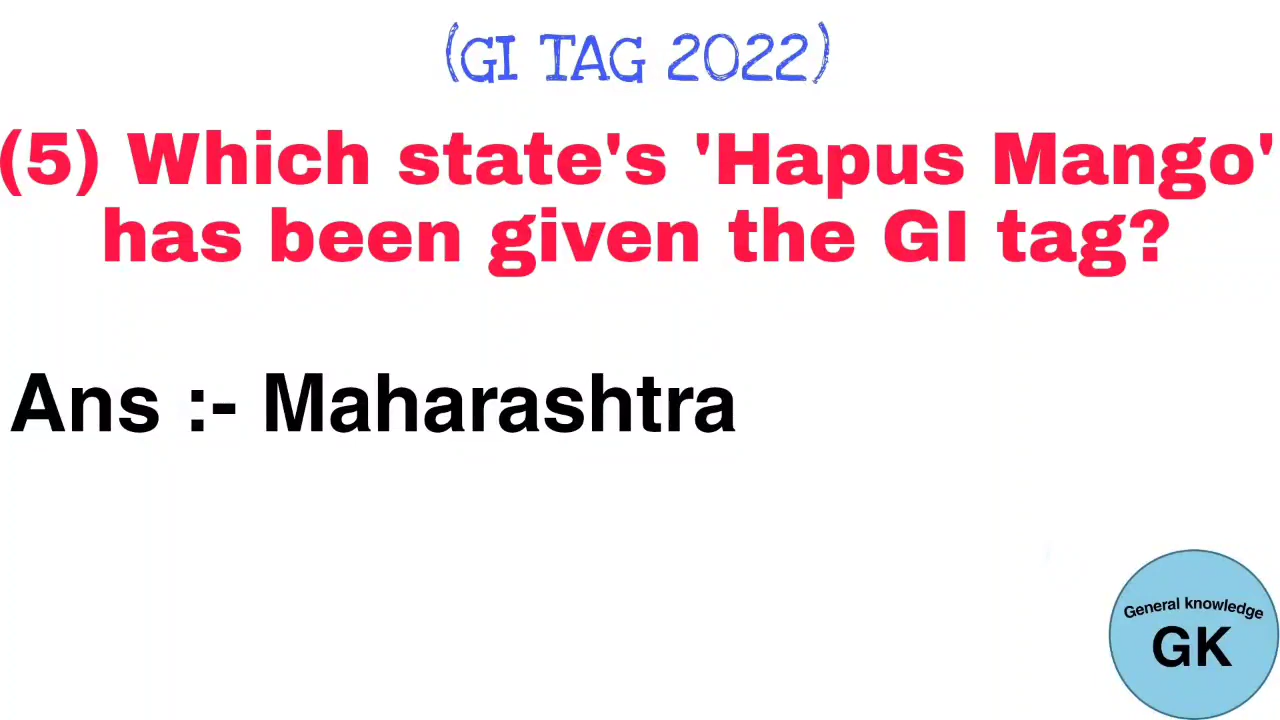 (GI TAG 2022)
(5) Which state's 'Hapus Mango'
has been given the GI tag?
Ans :- Maharashtra
General knowledge
GK